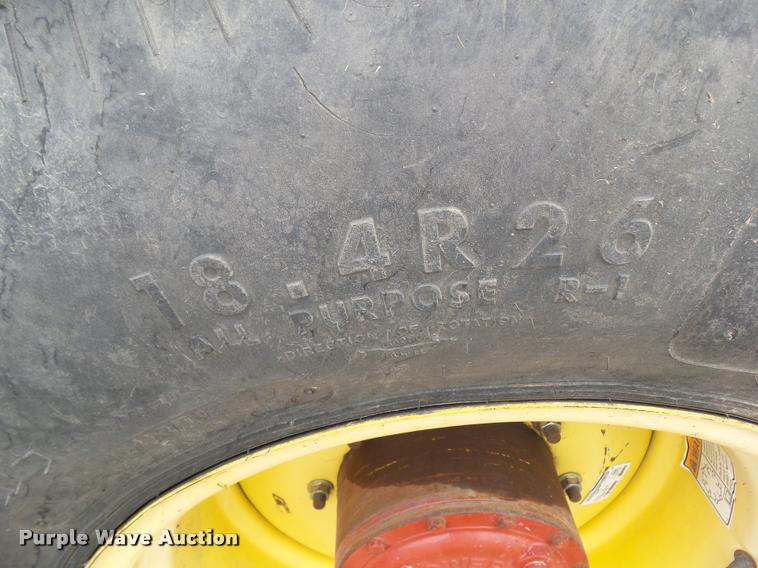 18.4R26
ALL PURPOSE R-1
DIRECTION OF ROTATION
Purple Wave Auction®